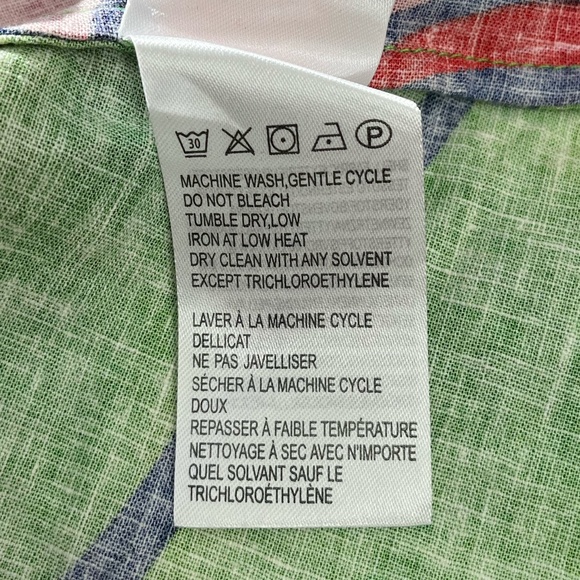 30 P
MACHINE WASH,GENTLE CYCLE
DO NOT BLEACH
TUMBLE DRY,LOW
IRON AT LOW HEAT
DRY CLEAN WITH ANY SOLVENT
EXCEPT TRICHLOROETHYLENE
LAVER À LA MACHINE CYCLE
DELLICAT
NE PAS JAVELLISER
SÉCHER À LA MACHINE CYCLE
DOUX
REPASSER À FAIBLE TEMPÉRATURE
NETTOYAGE À SEC AVEC N'IMPORTE
QUEL SOLVANT SAUF LE
TRICHLOROÉTHYLÈNE